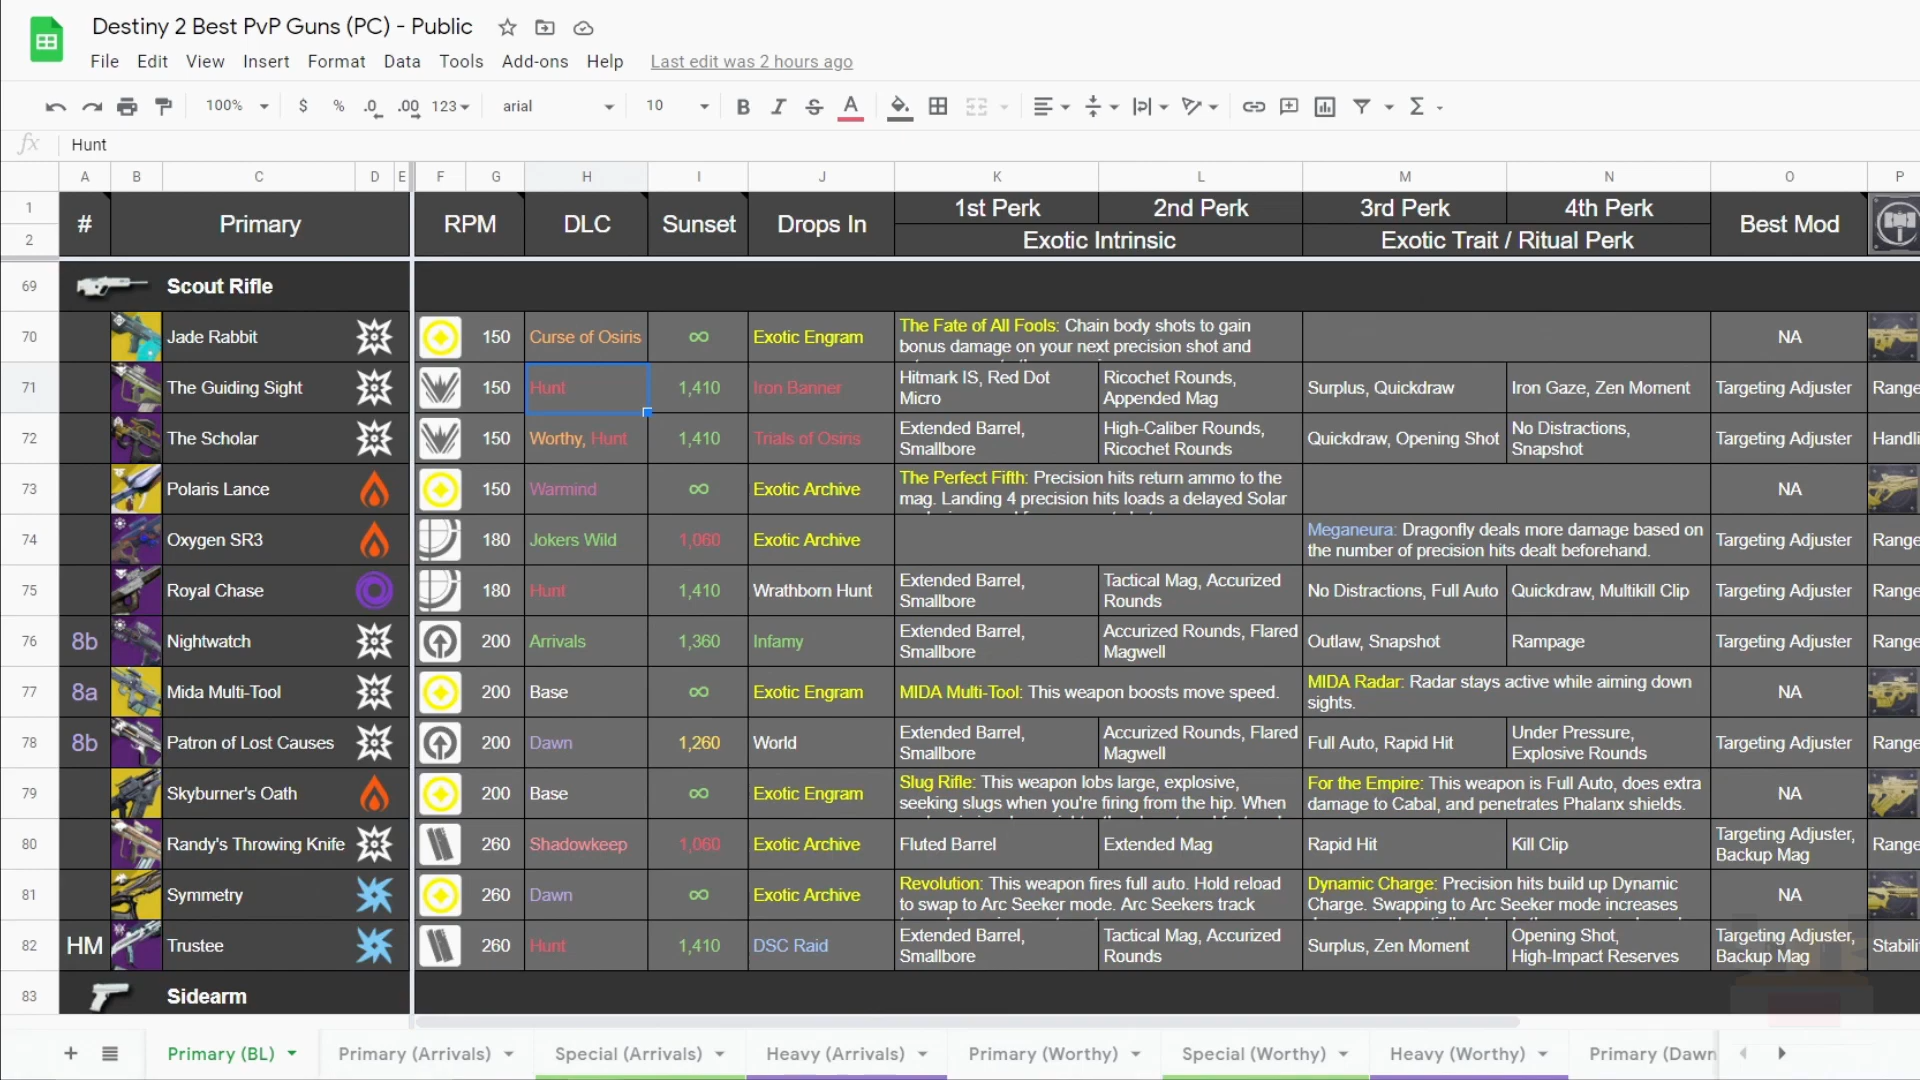 Destiny 2 Best PvP Guns (PC) - Public
File Edit View Insert Format Data Tools Add-ons Help Last edit was 2 hours ago
100% $ % .0 .00 123 arial 10 B I S A Σ
fx Hunt
A B C D E F G H I J K L M N O P
1 # Primary RPM DLC Sunset Drops In 1st Perk 2nd Perk 3rd Perk 4th Perk Best Mod
2 Exotic Intrinsic Exotic Trait / Ritual Perk
69 Scout Rifle
70 Jade Rabbit 150 Curse of Osiris ∞ Exotic Engram The Fate of All Fools: Chain body shots to gain NA
bonus damage on your next precision shot and
71 The Guiding Sight 150 Hunt 1,410 Iron Banner Hitmark IS, Red Dot Ricochet Rounds, Surplus, Quickdraw Iron Gaze, Zen Moment Targeting Adjuster Range
Micro Appended Mag
72 The Scholar 150 Worthy, Hunt 1,410 Trials of Osiris Extended Barrel, High-Caliber Rounds, Quickdraw, Opening Shot No Distractions, Targeting Adjuster Handli
Smallbore Ricochet Rounds Snapshot
73 Polaris Lance 150 Warmind ∞ Exotic Archive The Perfect Fifth: Precision hits return ammo to the NA
mag. Landing 4 precision hits loads a delayed Solar
74 Oxygen SR3 180 Jokers Wild 1,060 Exotic Archive Meganeura: Dragonfly deals more damage based on Targeting Adjuster Range
the number of precision hits dealt beforehand.
75 Royal Chase 180 Hunt 1,410 Wrathborn Hunt Extended Barrel, Tactical Mag, Accurized No Distractions, Full Auto Quickdraw, Multikill Clip Targeting Adjuster Range
Smallbore Rounds
76 8b Nightwatch 200 Arrivals 1,360 Infamy Extended Barrel, Accurized Rounds, Flared Outlaw, Snapshot Rampage Targeting Adjuster Range
Smallbore Magwell
77 8a Mida Multi-Tool 200 Base ∞ Exotic Engram MIDA Multi-Tool: This weapon boosts move speed. MIDA Radar: Radar stays active while aiming down NA
sights.
78 8b Patron of Lost Causes 200 Dawn 1,260 World Extended Barrel, Accurized Rounds, Flared Full Auto, Rapid Hit Under Pressure, Targeting Adjuster Range
Smallbore Magwell Explosive Rounds
79 Skyburner's Oath 200 Base ∞ Exotic Engram Slug Rifle: This weapon lobs large, explosive, For the Empire: This weapon is Full Auto, does extra NA
seeking slugs when you're firing from the hip. When damage to Cabal, and penetrates Phalanx shields.
80 Randy's Throwing Knife 260 Shadowkeep 1,060 Exotic Archive Fluted Barrel Extended Mag Rapid Hit Kill Clip Targeting Adjuster, Range
Backup Mag
81 Symmetry 260 Dawn ∞ Exotic Archive Revolution: This weapon fires full auto. Hold reload Dynamic Charge: Precision hits build up Dynamic NA
to swap to Arc Seeker mode. Arc Seekers track Charge. Swapping to Arc Seeker mode increases
82 HM Trustee 260 Hunt 1,410 DSC Raid Extended Barrel, Tactical Mag, Accurized Surplus, Zen Moment Opening Shot, Targeting Adjuster, Stabili
Smallbore Rounds High-Impact Reserves Backup Mag
83 Sidearm
+ Primary (BL) Primary (Arrivals) Special (Arrivals) Heavy (Arrivals) Primary (Worthy) Special (Worthy) Heavy (Worthy) Primary (Dawn